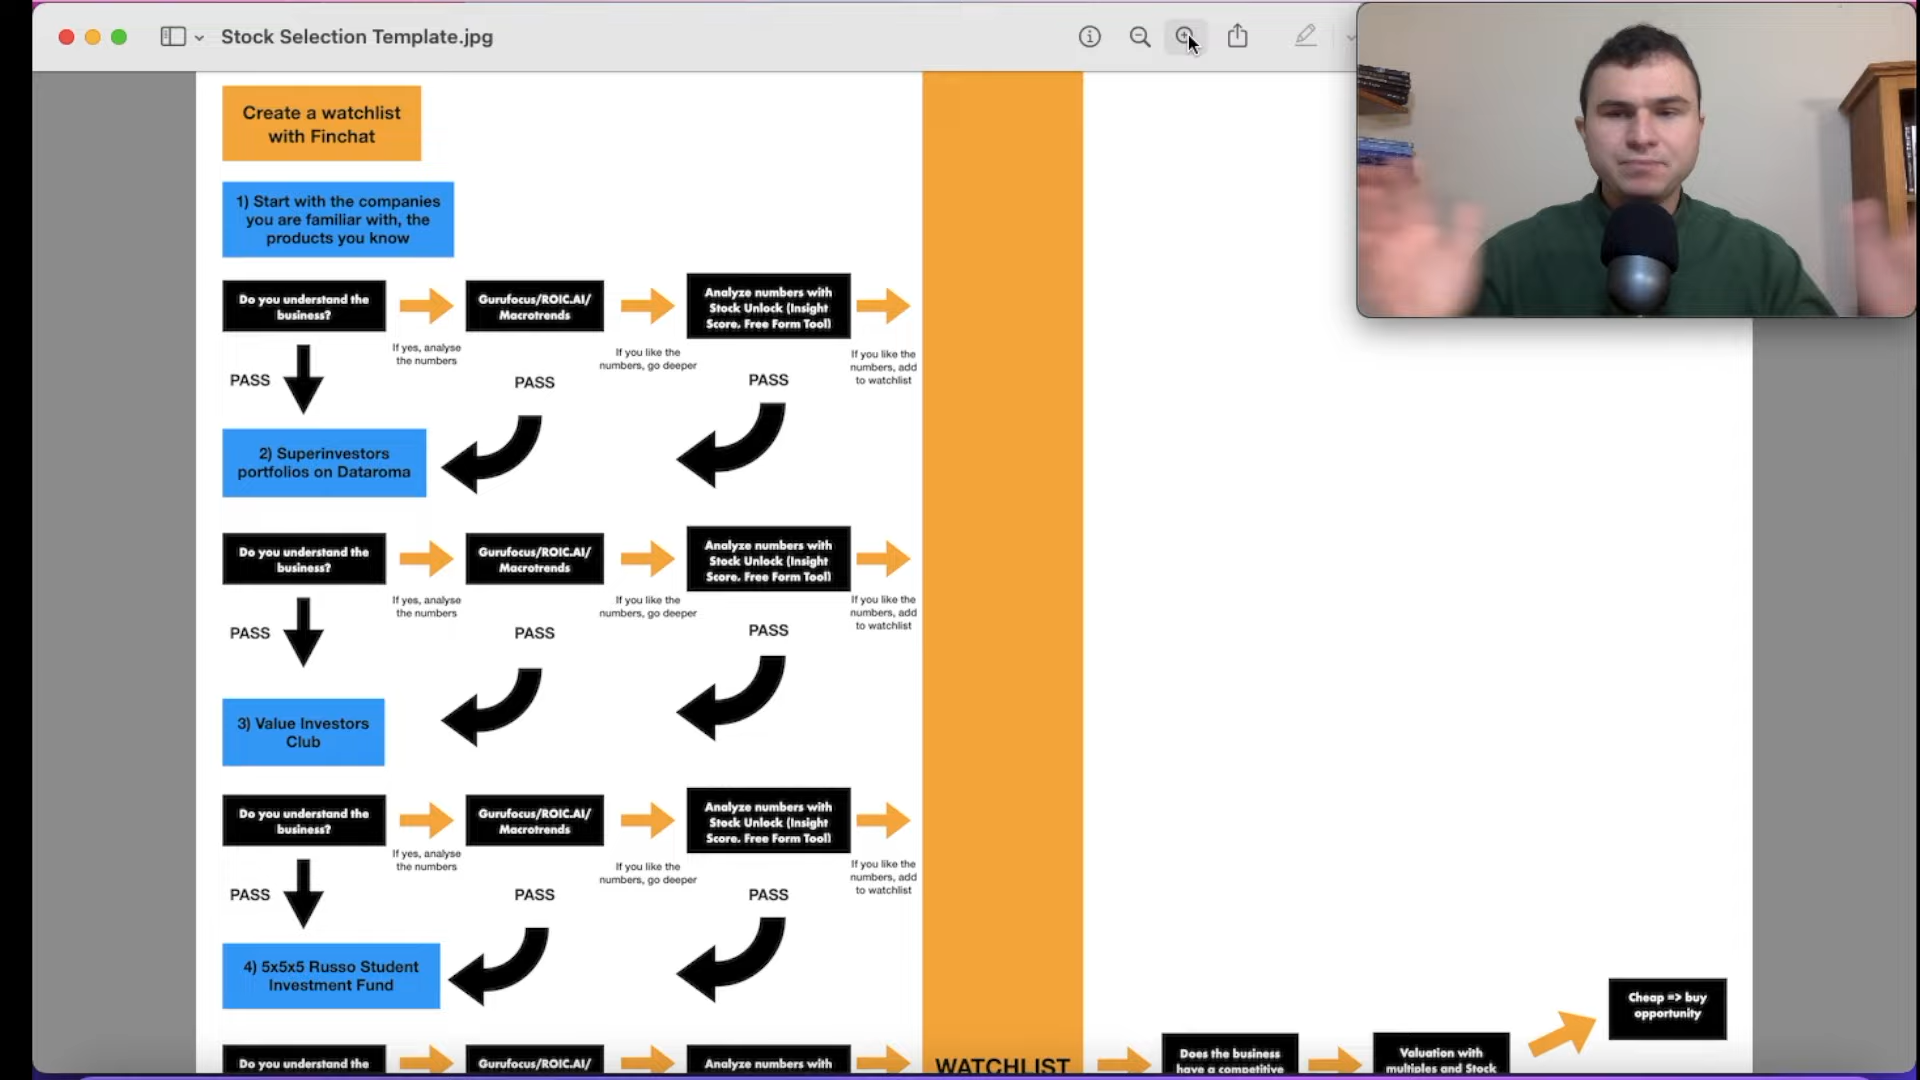 Stock Selection Template.jpg
Create a watchlist
with Finchat
1) Start with the companies
you are familiar with, the
products you know
Do you understand the
business?
If yes, analyse
the numbers
Gurufocus/ROIC.AI/
Macrotrends
If you like the
numbers, go deeper
Analyze numbers with
Stock Unlock (Insight
Score, Free Form Tool)
If you like the
numbers, add
to watchlist
PASS
PASS
PASS
2) Superinvestors
portfolios on Dataroma
Do you understand the
business?
If yes, analyse
the numbers
Gurufocus/ROIC.AI/
Macrotrends
If you like the
numbers, go deeper
Analyze numbers with
Stock Unlock (Insight
Score, Free Form Tool)
If you like the
numbers, add
to watchlist
PASS
PASS
PASS
3) Value Investors
Club
Do you understand the
business?
If yes, analyse
the numbers
Gurufocus/ROIC.AI/
Macrotrends
If you like the
numbers, go deeper
Analyze numbers with
Stock Unlock (Insight
Score, Free Form Tool)
If you like the
numbers, add
to watchlist
PASS
PASS
PASS
4) 5x5x5 Russo Student
Investment Fund
Do you understand the
Gurufocus/ROIC.AI/
Analyze numbers with
WATCHLIST
Does the business
have a competitive
Valuation with
multiples and Stock
Cheap => buy
opportunity